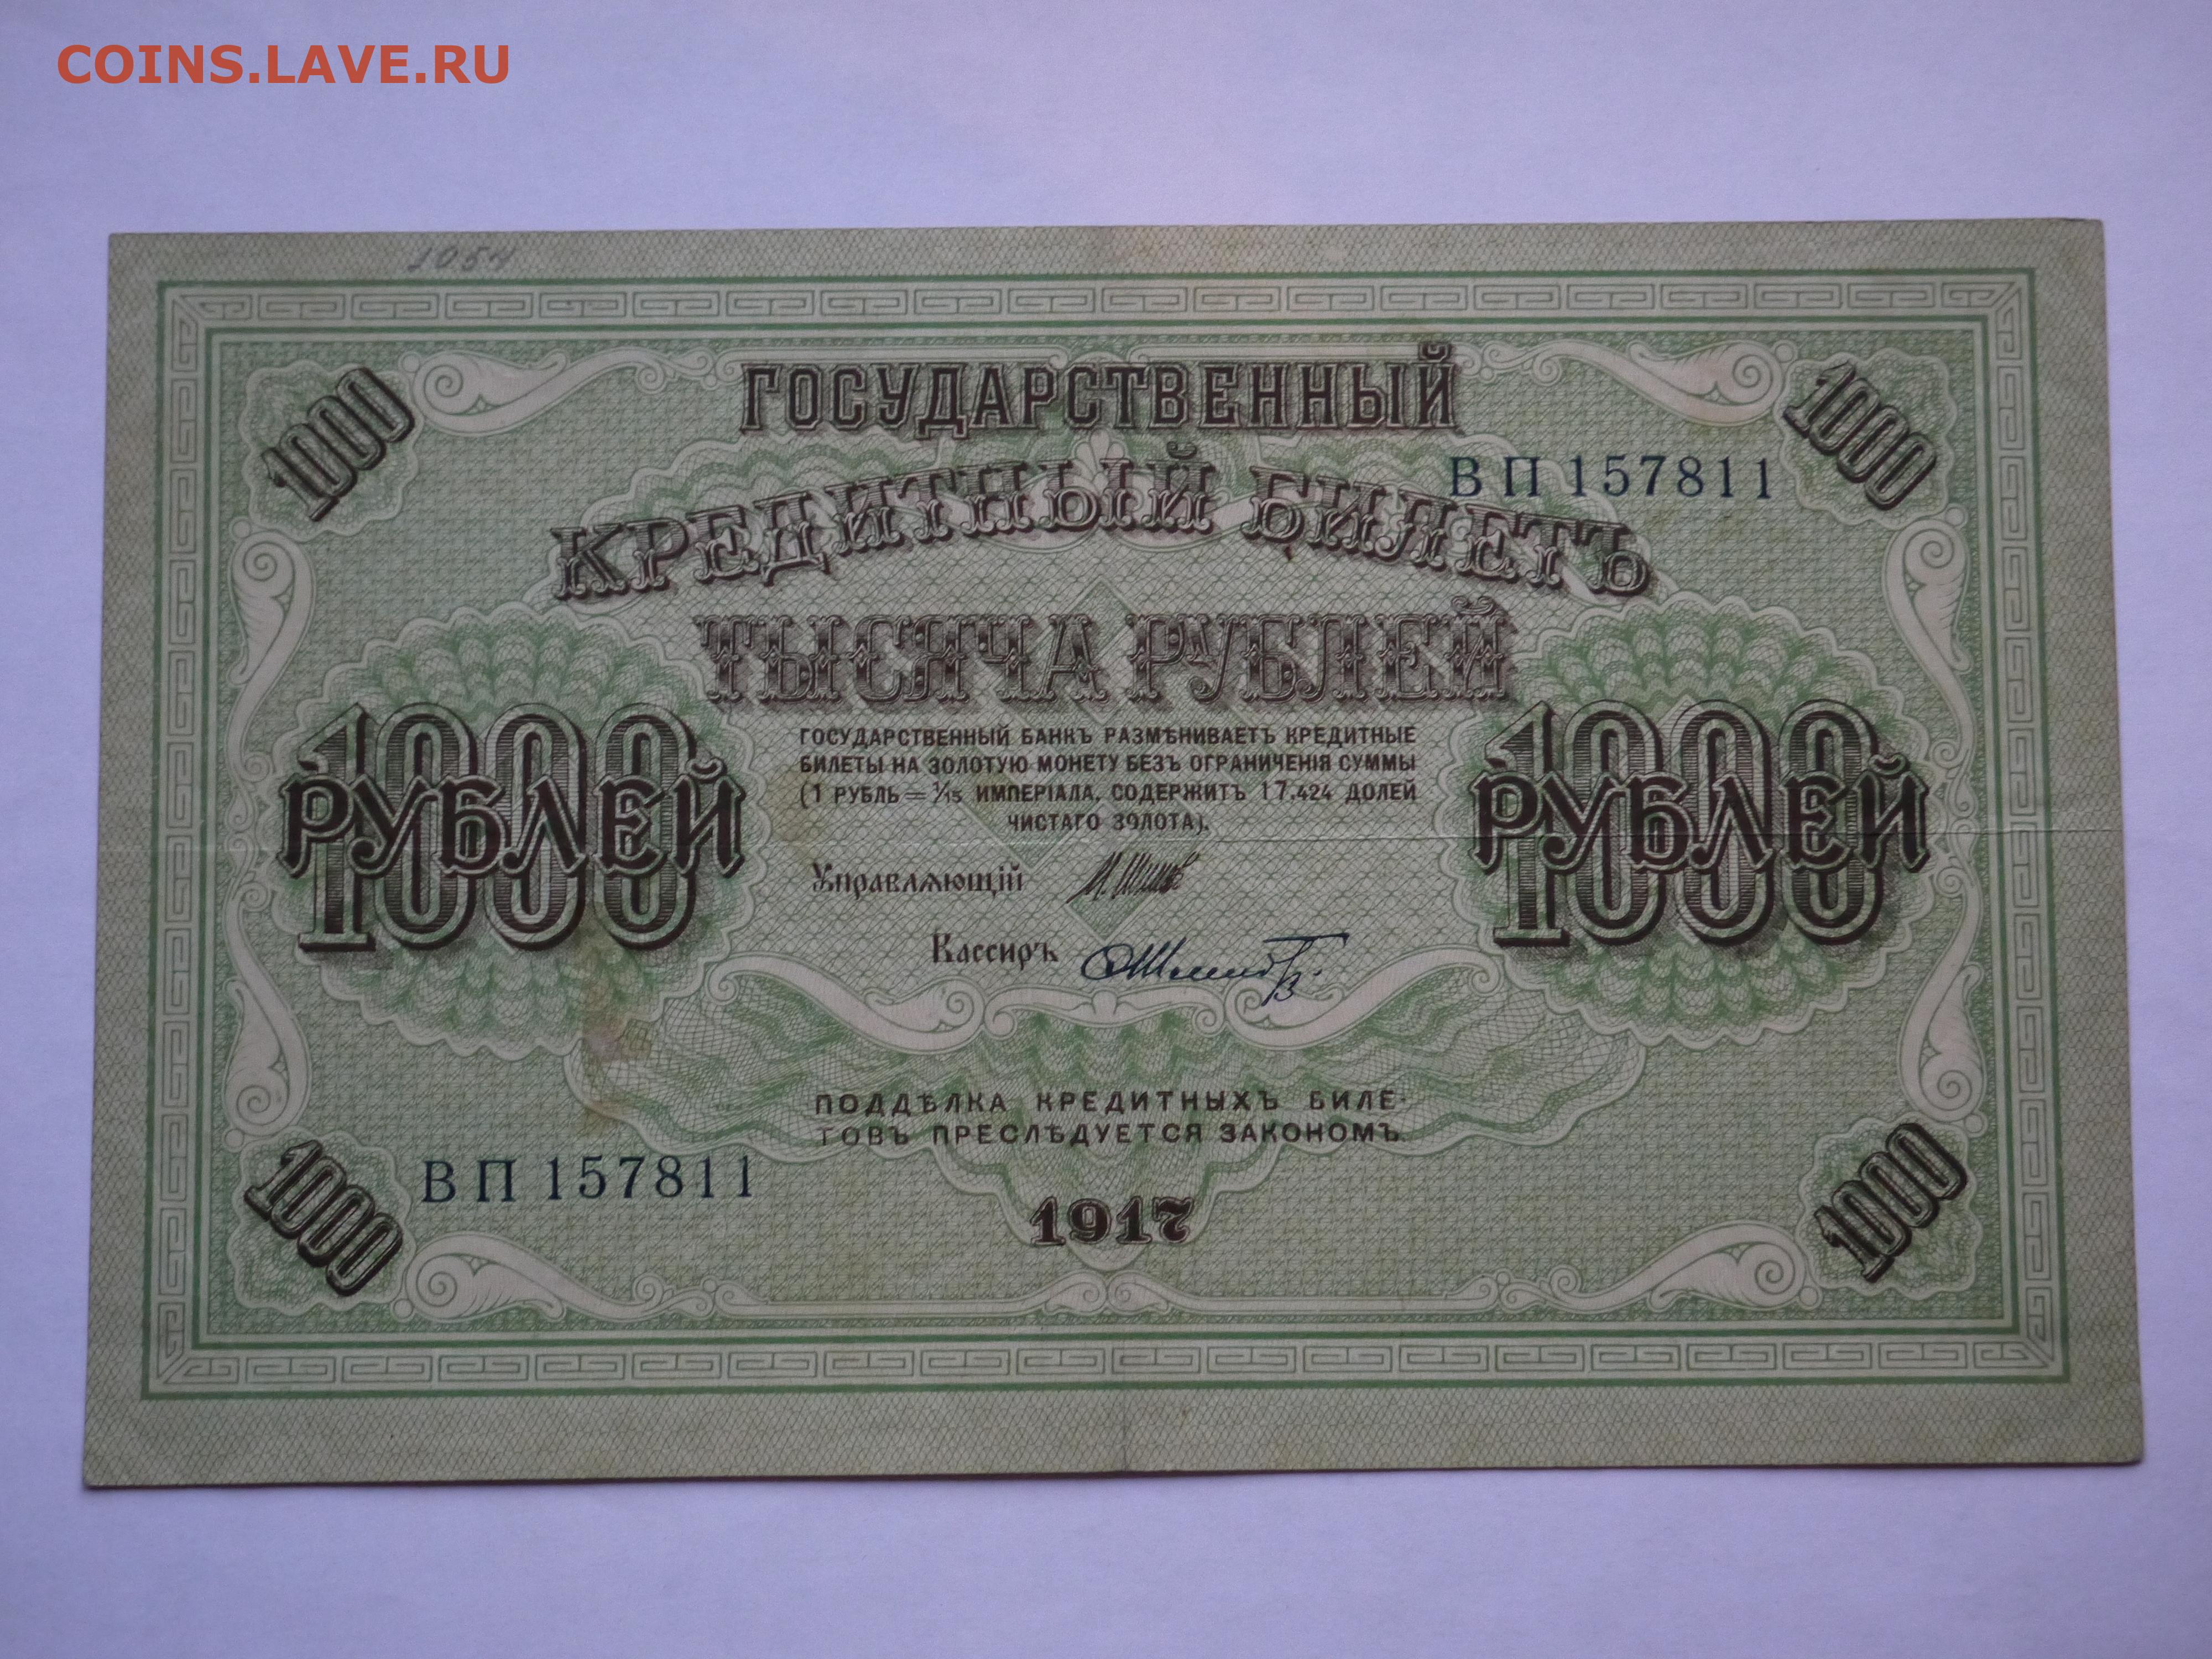 COINS.LAVE.RU
1000
ГОСУДАРСТВЕННЫЙ
1000
КРЕДИТНЫЙ БИЛЕТЪ
ВП 157811
ТЫСЯЧА РУБЛЕЙ
1000
РУБЛЕЙ
ГОСУДАРСТВЕННЫЙ БАНКЪ РАЗМѢНИВАЕТЪ КРЕДИТНЫЕ
БИЛЕТЫ НА ЗОЛОТУЮ МОНЕТУ БЕЗЪ ОГРАНИЧЕНІЯ СУММЫ
(1 РУБЛЬ = 1/15 ИМПЕРІАЛА, СОДЕРЖИТЪ 17,424 ДОЛЕЙ
ЧИСТАГО ЗОЛОТА).
1000
РУБЛЕЙ
Управляющій
Кассиръ
ПОДДѢЛКА КРЕДИТНЫХЪ БИЛЕ-
ТОВЪ ПРЕСЛѢДУЕТСЯ ЗАКОНОМЪ.
ВП 157811
1000
1917
1000